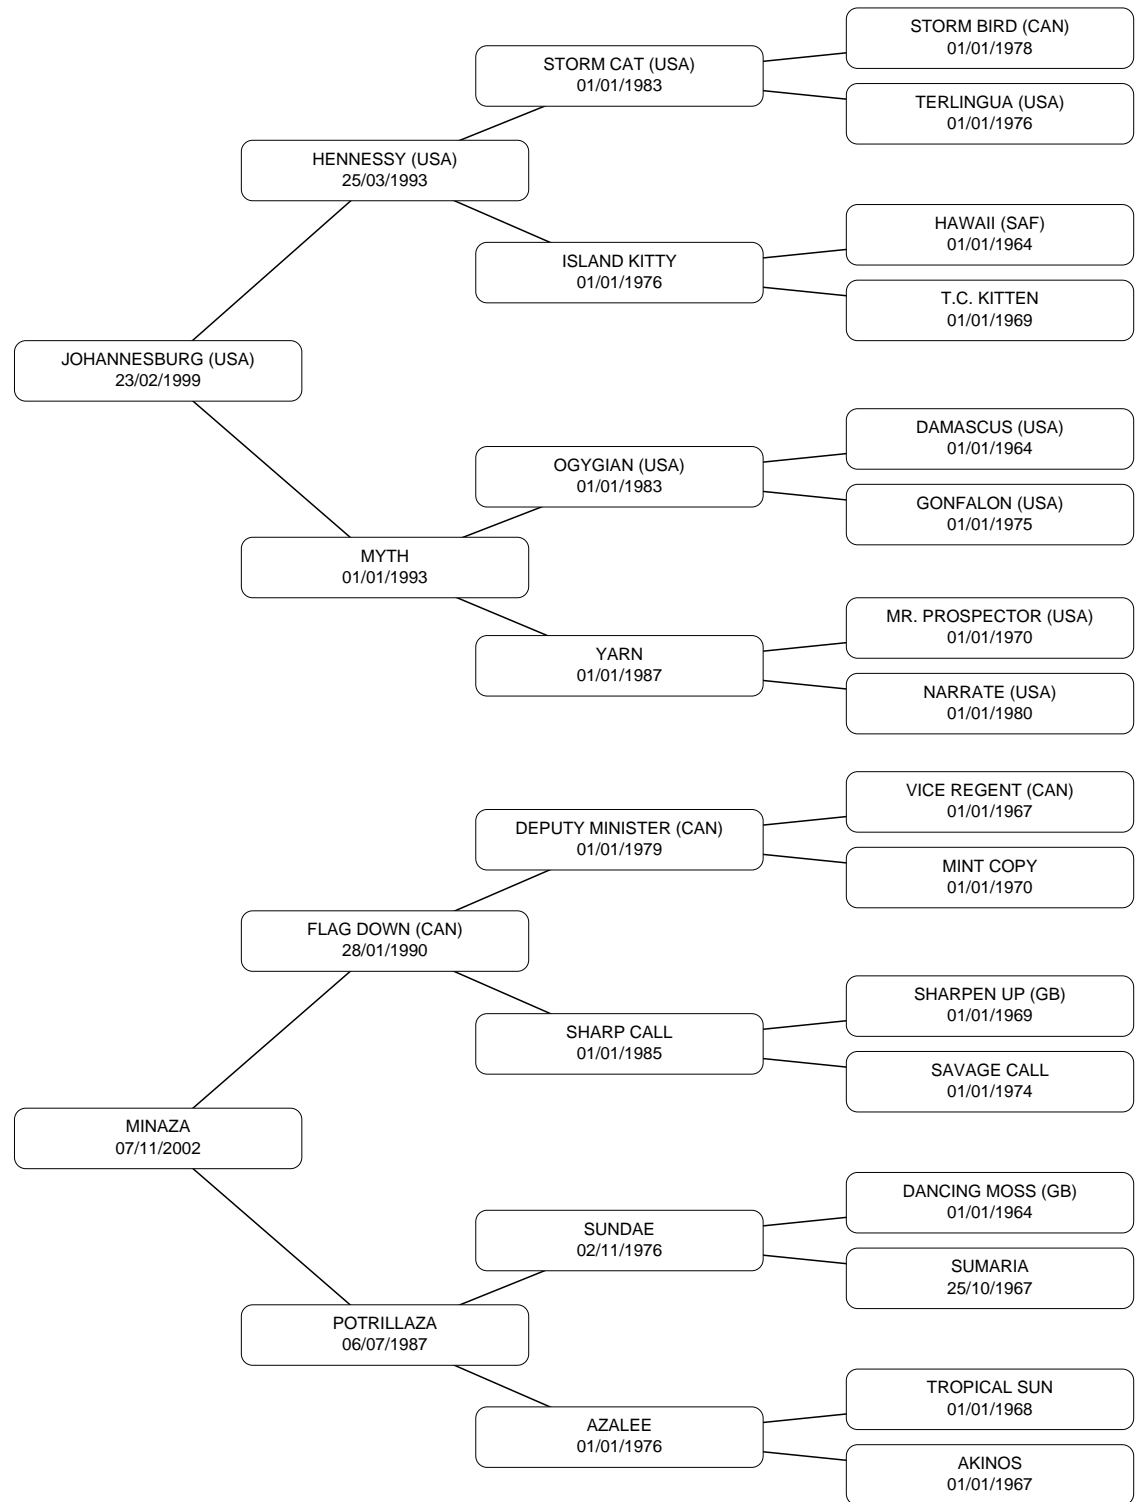 STORM BIRD (CAN)
01/01/1978
STORM CAT (USA)
01/01/1983
TERLINGUA (USA)
01/01/1976
HENNESSY (USA)
25/03/1993
HAWAII (SAF)
01/01/1964
ISLAND KITTY
01/01/1976
T.C. KITTEN
01/01/1969
JOHANNESBURG (USA)
23/02/1999
DAMASCUS (USA)
01/01/1964
OGYGIAN (USA)
01/01/1983
GONFALON (USA)
01/01/1975
MYTH
01/01/1993
MR. PROSPECTOR (USA)
01/01/1970
YARN
01/01/1987
NARRATE (USA)
01/01/1980
VICE REGENT (CAN)
01/01/1967
DEPUTY MINISTER (CAN)
01/01/1979
MINT COPY
01/01/1970
FLAG DOWN (CAN)
28/01/1990
SHARPEN UP (GB)
01/01/1969
SHARP CALL
01/01/1985
SAVAGE CALL
01/01/1974
MINAZA
07/11/2002
DANCING MOSS (GB)
01/01/1964
SUNDAE
02/11/1976
SUMARIA
25/10/1967
POTRILLAZA
06/07/1987
TROPICAL SUN
01/01/1968
AZALEE
01/01/1976
AKINOS
01/01/1967